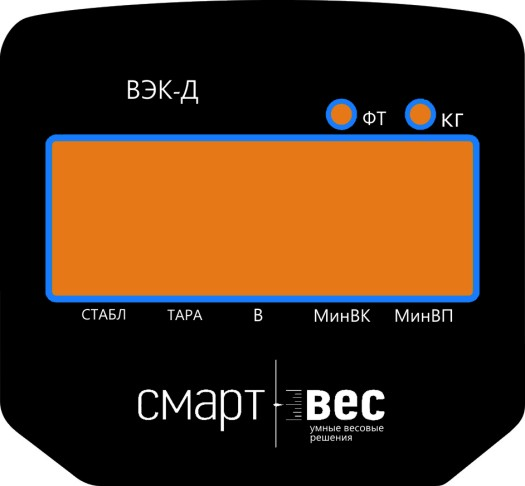 ВЭК-Д
ФТ кг
СТАБЛ ТАРА В МинВК МинВП
смарт вес
умные весовые
решения